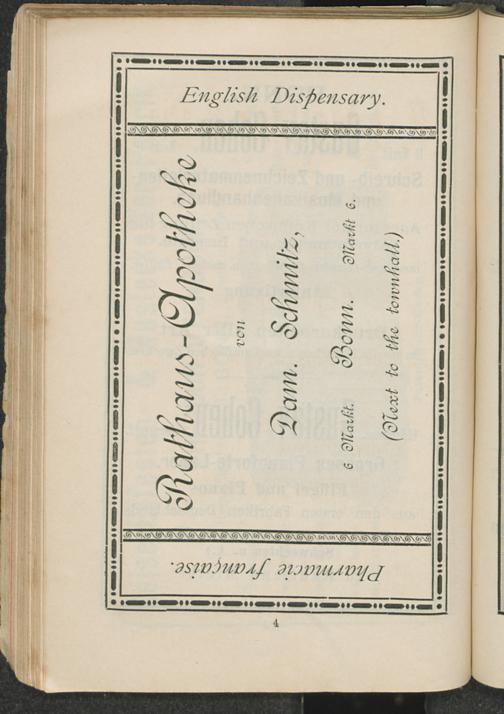 English Dispensary.
Rathaus-Apotheke
von
Dam. Schmitz,
6. Markt. Bonn. Markt 6.
(Next to the townhall.)
Pharmacie française.
4